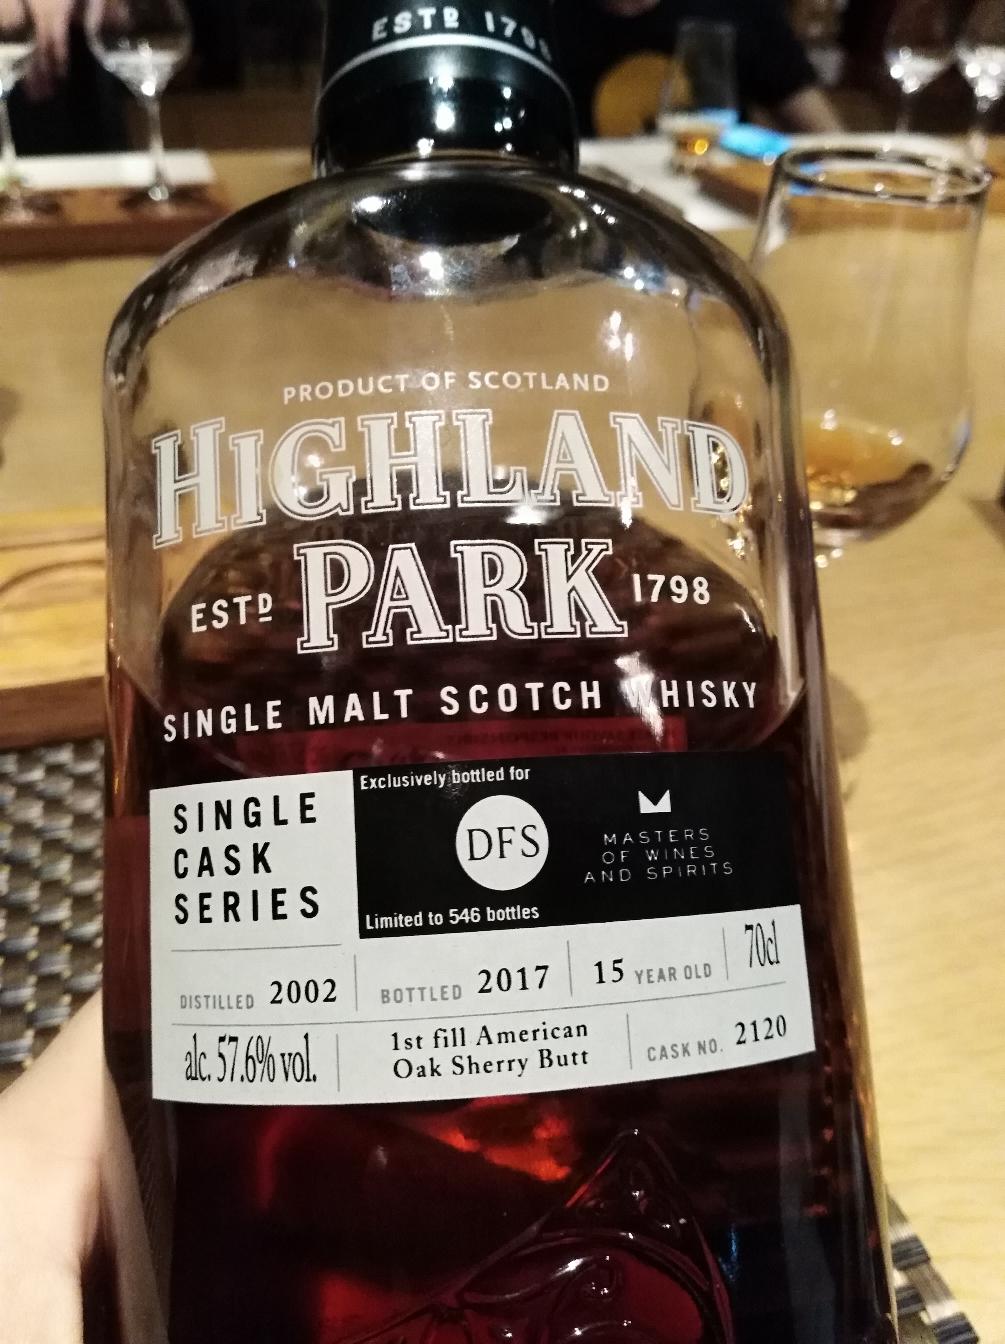 ESTD 179
PRODUCT OF SCOTLAND
HIGHLAND
ESTD PARK 1798
SINGLE MALT SCOTCH WHISKY
SINGLE
CASK
SERIES
Exclusively bottled for
DFS
MASTERS
OF WINES
AND SPIRITS
Limited to 546 bottles
DISTILLED 2002
BOTTLED 2017
15 YEAR OLD
70cl
alc. 57.6% vol.
1st fill American
Oak Sherry Butt
CASK NO. 2120